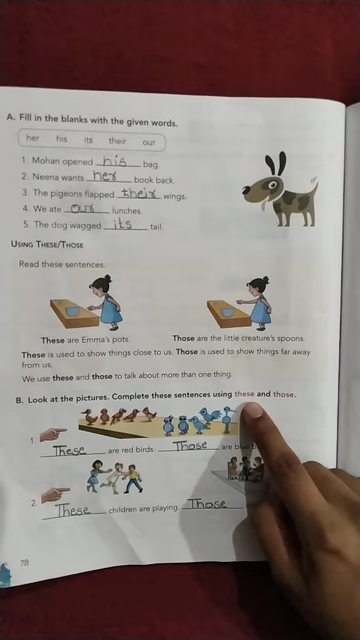 A. Fill in the blanks with the given words.
her his its their our
1. Mohan opened his bag.
2. Neena wants her book back.
3. The pigeons flapped their wings.
4. We ate our lunches.
5. The dog wagged its tail.
USING THESE/THOSE
Read these sentences.
These are Emma's pots. Those are the little creature's spoons.
These is used to show things close to us. Those is used to show things far away
from us.
We use these and those to talk about more than one thing.
B. Look at the pictures. Complete these sentences using these and those.
1.
These are red birds. Those are blue
2.
These children are playing. Those
78